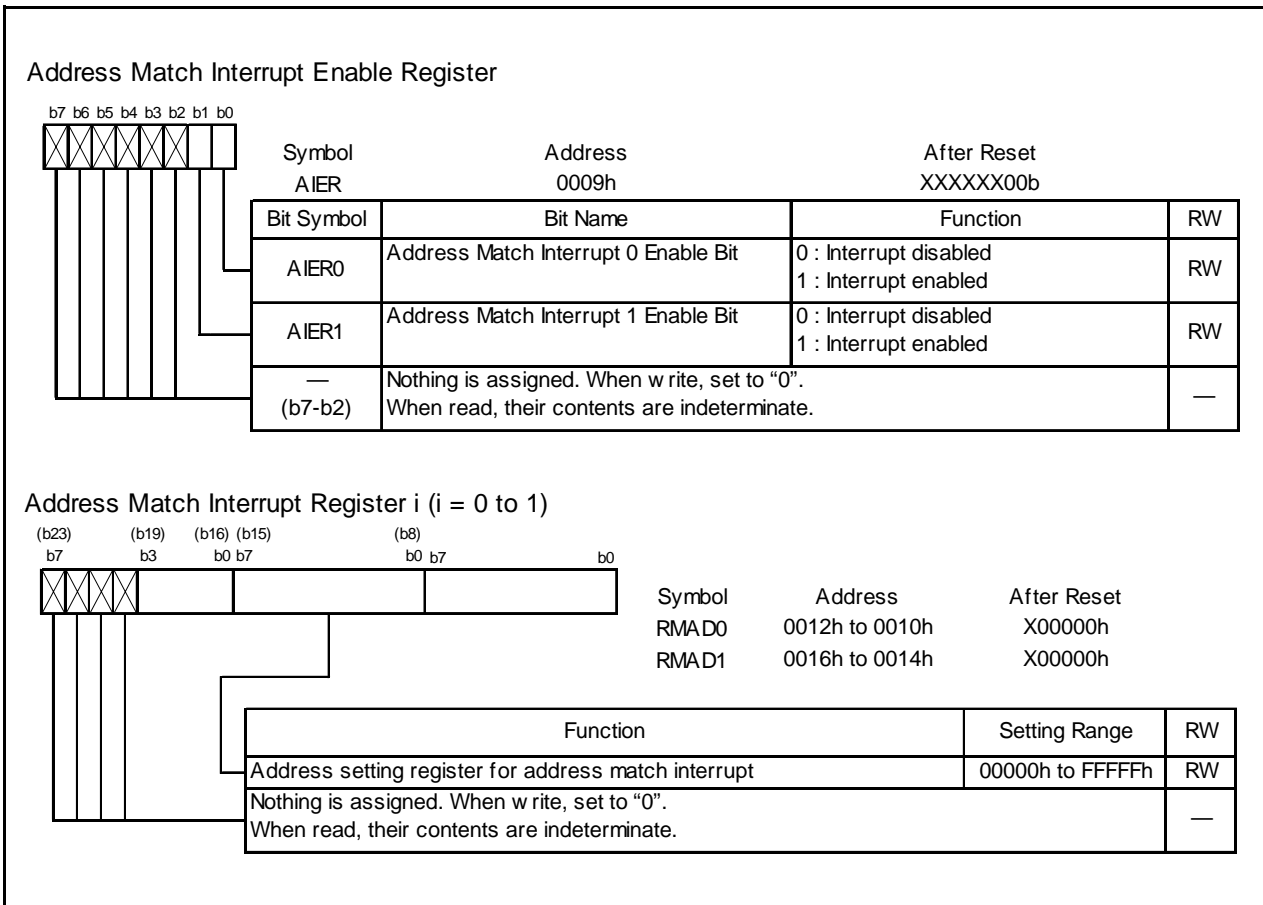 Address Match Interrupt Enable Register
b7 b6 b5 b4 b3 b2 b1 b0
Symbol Address After Reset
AIER 0009h XXXXXX00b
Bit Symbol Bit Name Function RW
AIER0 Address Match Interrupt 0 Enable Bit 0 : Interrupt disabled RW
1 : Interrupt enabled
AIER1 Address Match Interrupt 1 Enable Bit 0 : Interrupt disabled RW
1 : Interrupt enabled
— Nothing is assigned. When write, set to “0”. —
(b7-b2) When read, their contents are indeterminate.
Address Match Interrupt Register i (i = 0 to 1)
(b23) (b19) (b16) (b15) (b8)
b7 b3 b0 b7 b0 b7 b0
Symbol Address After Reset
RMAD0 0012h to 0010h X00000h
RMAD1 0016h to 0014h X00000h
Function Setting Range RW
Address setting register for address match interrupt 00000h to FFFFFh RW
Nothing is assigned. When write, set to “0”. —
When read, their contents are indeterminate.